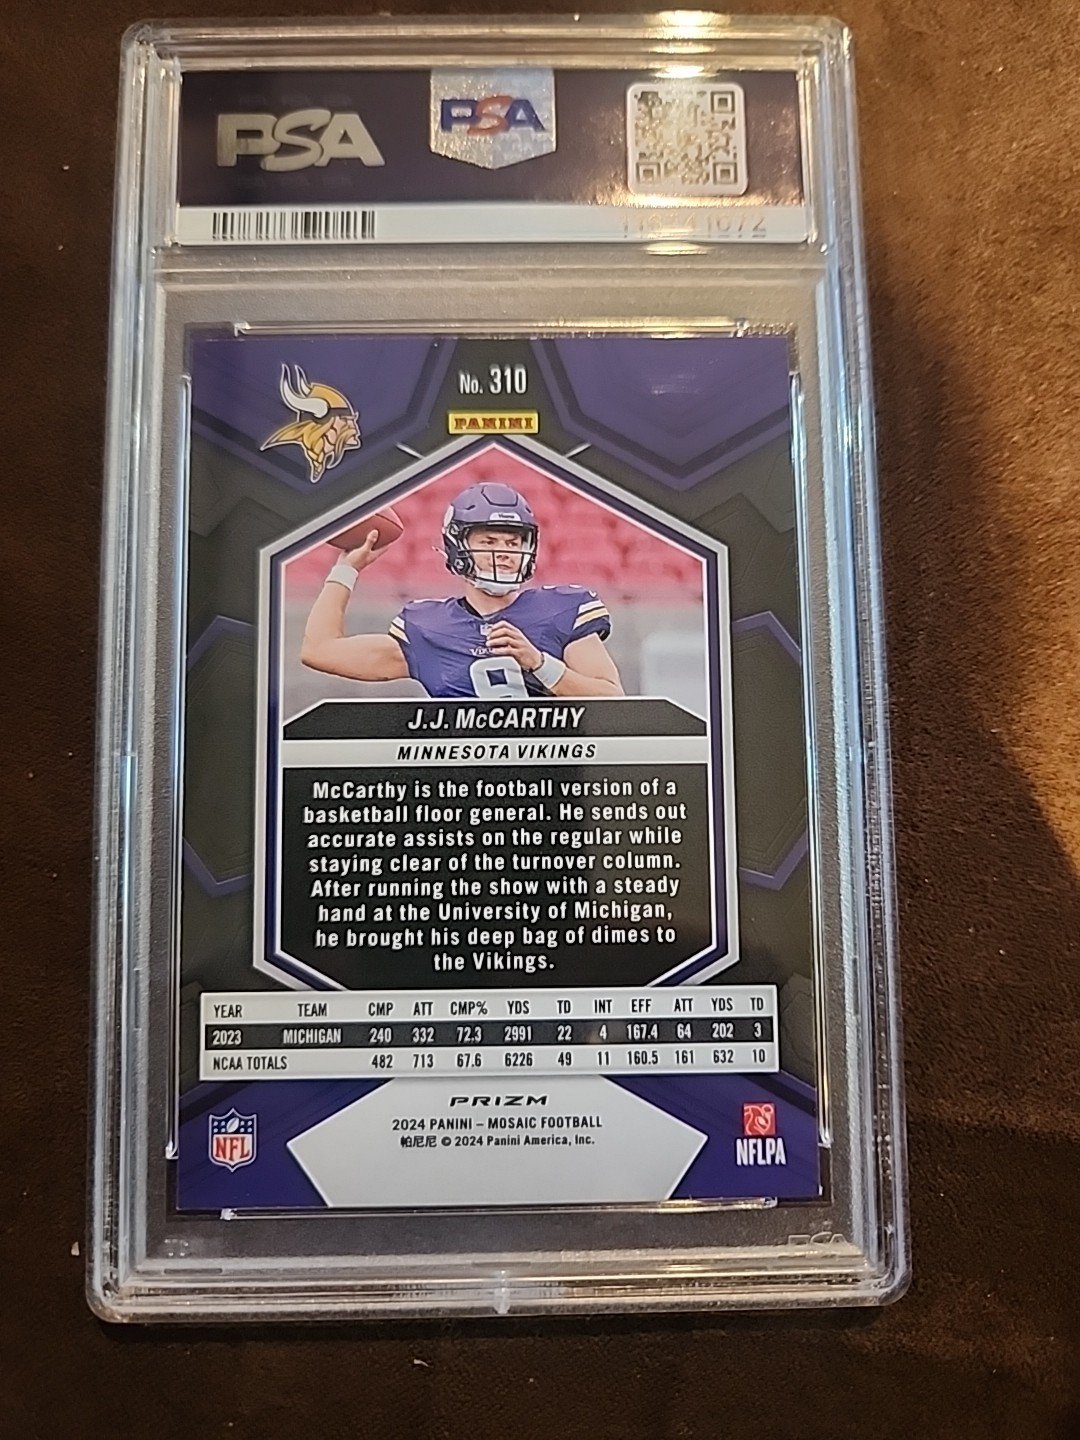 PSA
PSA
No. 310
PANINI
VIKINGS
9
J.J. McCARTHY
MINNESOTA VIKINGS
McCarthy is the football version of a
basketball floor general. He sends out
accurate assists on the regular while
staying clear of the turnover column.
After running the show with a steady
hand at the University of Michigan,
he brought his deep bag of dimes to
the Vikings.
YEAR TEAM CMP ATT CMP% YDS TD INT EFF ATT YDS TD
2023 MICHIGAN 240 332 72.3 2991 22 4 167.4 64 202 3
NCAA TOTALS 482 713 67.6 6226 49 11 160.5 161 632 10
PRIZM
2024 PANINI – MOSAIC FOOTBALL
帕尼尼 © 2024 Panini America, Inc.
NFL
NFLPA
PSA